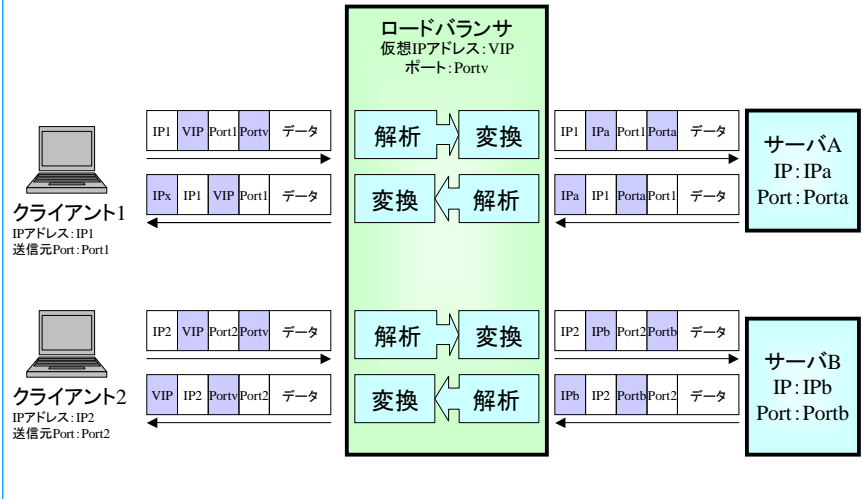 ロードバランサ
仮想IPアドレス:VIP
ポート:Portv
IP1 VIP Port1 Portv データ
解析 変換
IP1 IPa Port1 Porta データ
IPx IP1 VIP Port1 データ
変換 解析
IPa IP1 Porta Port1 データ
クライアント1
IPアドレス:IP1
送信元Port:Port1
サーバA
IP:IPa
Port:Porta
IP2 VIP Port2 Portv データ
解析 変換
IP2 IPb Port2 Portb データ
VIP IP2 Portv Port2 データ
変換 解析
IPb IP2 Portb Port2 データ
クライアント2
IPアドレス:IP2
送信元Port:Port2
サーバB
IP:IPb
Port:Portb